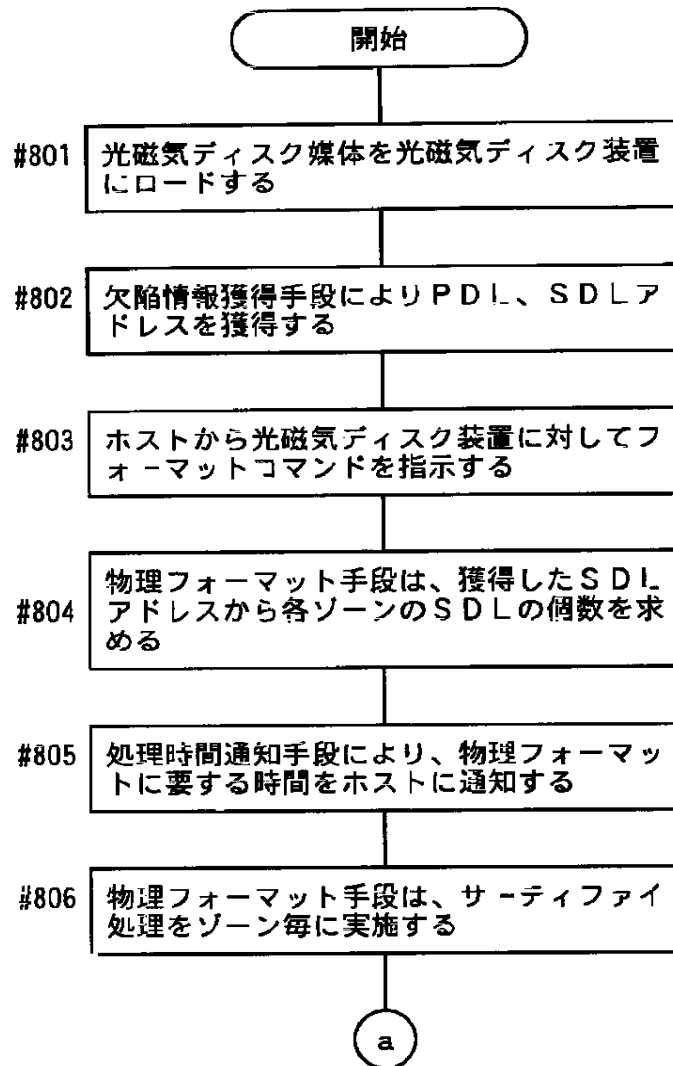 開始
#801
光磁気ディスク媒体を光磁気ディスク装置
にロードする
#802
欠陥情報獲得手段によりPDL、SDLア
ドレスを獲得する
#803
ホストから光磁気ディスク装置に対してフ
ォーマットコマンドを指示する
#804
物理フォーマット手段は、獲得したSDL
アドレスから各ゾーンのSDLの個数を求
める
#805
処理時間通知手段により、物理フォーマッ
トに要する時間をホストに通知する
#806
物理フォーマット手段は、サーティファイ
処理をゾーン毎に実施する
a